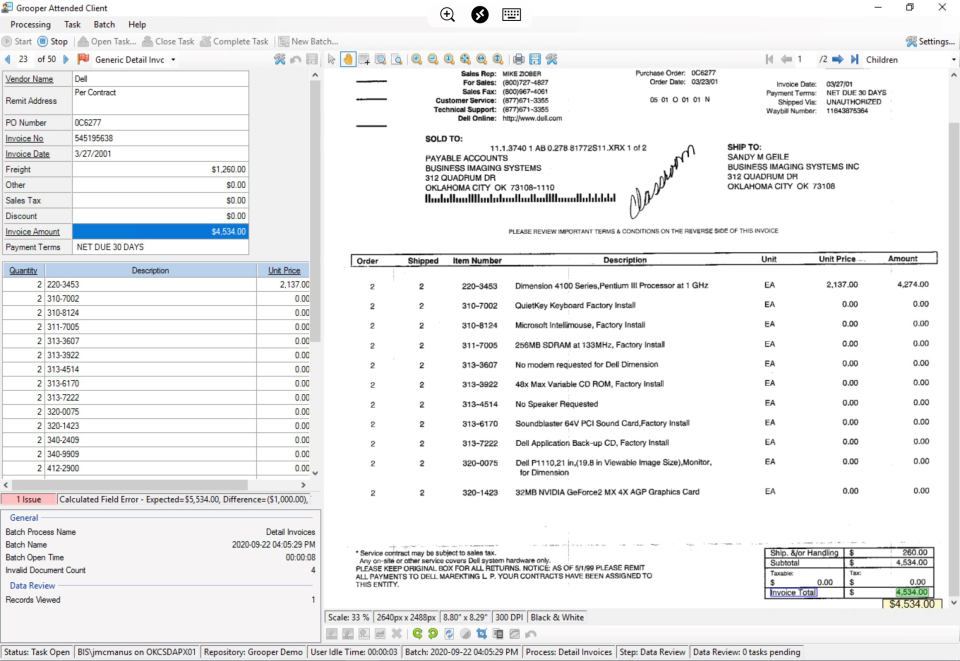 Grooper Attended Client
Processing Task Batch Help
Start Stop Open Task... Close Task Complete Task New Batch... Settings...
23 of 50 Generic Detail Invc 1 /2 Children
Vendor Name Dell
Remit Address Per Contract
PO Number 0C6277
Invoice No 545195638
Invoice Date 3/27/2001
Freight $1,260.00
Other $0.00
Sales Tax $0.00
Discount $0.00
Invoice Amount $4,534.00
Payment Terms NET DUE 30 DAYS
Quantity Description Unit Price
2 220-3453 2,137.00
2 310-7002 0.00
2 310-8124 0.00
2 311-7005 0.00
2 313-3607 0.00
2 313-3922 0.00
2 313-4514 0.00
2 313-6170 0.00
2 313-7222 0.00
2 320-0075 0.00
2 320-1423 0.00
2 340-2409 0.00
2 340-9909 0.00
2 412-2900 0.00
1 Issue Calculated Field Error - Expected=$5,534.00, Difference=($1,000.00),
General
Batch Process Name Detail Invoices
Batch Name 2020-09-22 04:05:29 PM
Batch Open Time 00:00:08
Invalid Document Count 4
Data Review
Records Viewed 1
Sales Rep: MIKE ZIOBER
For Sales: (800)727-4827
Sales Fax: (800)967-4061
Customer Service: (877)671-3355
Technical Support: (877)671-3355
Dell Online: http://www.dell.com
Purchase Order: 0C6277
Order Date: 03/23/01
05 01 O 01 01 N
Invoice Date: 03/27/01
Payment Terms: NET DUE 30 DAYS
Shipped Via: UNAUTHORIZED
Waybill Number: 11643875364
SOLD TO:
11.1.3740 1 AB 0.278 81772S11.XRX 1 of 2
PAYABLE ACCOUNTS
BUSINESS IMAGING SYSTEMS
312 QUADRUM DR
OKLAHOMA CITY OK 73108-1110
SHIP TO:
SANDY M GEILE
BUSINESS IMAGING SYSTEMS INC
312 QUADRUM DR
OKLAHOMA CITY OK 73108
PLEASE REVIEW IMPORTANT TERMS & CONDITIONS ON THE REVERSE SIDE OF THIS INVOICE
Order Shipped Item Number Description Unit Unit Price Amount
2 2 220-3453 Dimension 4100 Series,Pentium III Processor at 1 GHz EA 2,137.00 4,274.00
2 2 310-7002 QuietKey Keyboard Factory Install EA 0.00 0.00
2 2 310-8124 Microsoft Intellimouse, Factory Install EA 0.00 0.00
2 2 311-7005 256MB SDRAM at 133MHz, Factory Install EA 0.00 0.00
2 2 313-3607 No modem requested for Dell Dimension EA 0.00 0.00
2 2 313-3922 48x Max Variable CD ROM, Factory Install EA 0.00 0.00
2 2 313-4514 No Speaker Requested EA 0.00 0.00
2 2 313-6170 Soundblaster 64V PCI Sound Card,Factory Install EA 0.00 0.00
2 2 313-7222 Dell Application Back-up CD, Factory Install EA 0.00 0.00
2 2 320-0075 Dell P1110,21 in,(19.8 in Viewable Image Size),Monitor, EA 0.00 0.00
for Dimension
2 2 320-1423 32MB NVIDIA GeForce2 MX 4X AGP Graphics Card EA 0.00 0.00
* Service contract may be subject to sales tax.
Any on-site or other service covers Dell system hardware only.
PLEASE KEEP ORIGINAL BOX FOR ALL RETURNS. NOTICE: AS OF 5/1/99 PLEASE REMIT
ALL PAYMENTS TO DELL MAREKTING L. P. YOUR CONTRACTS HAVE BEEN ASSIGNED TO
THIS ENTITY.
Ship. &/or Handling $ 260.00
Subtotal $ 4,534.00
Taxable: Tax:
$ 0.00 $ 0.00
Invoice Total $ 4,534.00
$4,534.00
Scale: 33 % 2640px x 2488px 8.80" x 8.29" 300 DPI Black & White
Status: Task Open BIS\jmcmanus on OKCSDAPX01 Repository: Grooper Demo User Idle Time: 00:00:03 Batch: 2020-09-22 04:05:29 PM Process: Detail Invoices Step: Data Review Data Review: 0 tasks pending